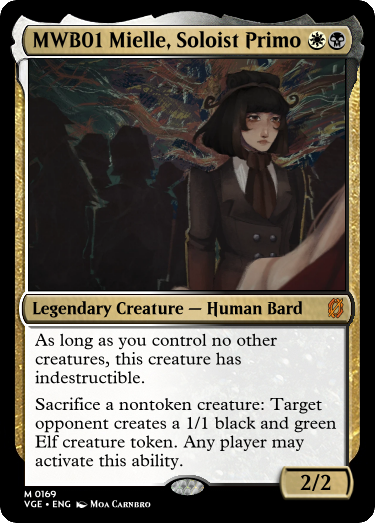 MWB01 Mielle, Soloist Primo
Legendary Creature — Human Bard
As long as you control no other
creatures, this creature has
indestructible.
Sacrifice a nontoken creature: Target
opponent creates a 1/1 black and green
Elf creature token. Any player may
activate this ability.
2/2
M 0169
VGE • ENG Moa Carnbro